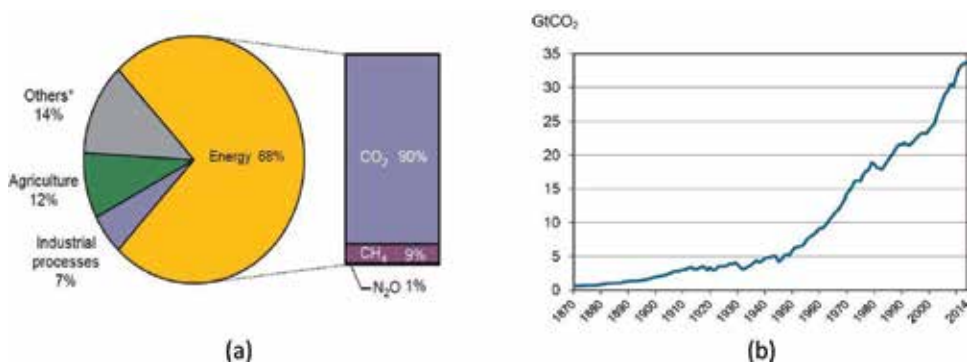 Others*
14%
Agriculture
12%
Industrial
processes
7%
Energy 68%
CO₂ 90%
CH₄ 9%
N₂O 1%
(a)
GtCO₂
35
30
25
20
15
10
5
0
1870
1880
1890
1900
1910
1920
1930
1940
1950
1960
1970
1980
1990
2000
2014
(b)